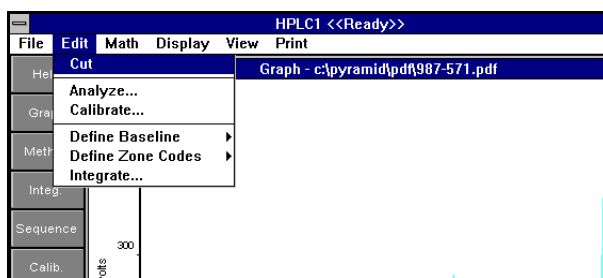 HPLC1 <<Ready>>
File Edit Math Display View Print
Cut
Analyze...
Calibrate...
Define Baseline
Define Zone Codes
Integrate...
Graph - c:\pyramid\pdf\987-571.pdf
Integ.
Sequence
Calib.
300